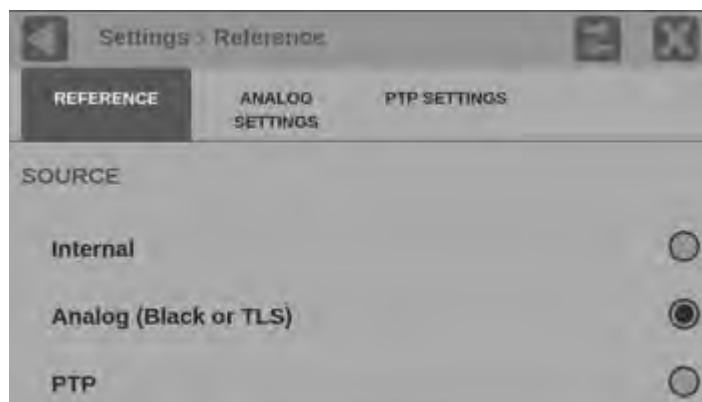 Settings > Reference
REFERENCE
ANALOG
SETTINGS
PTP SETTINGS
SOURCE
Internal
Analog (Black or TLS)
PTP